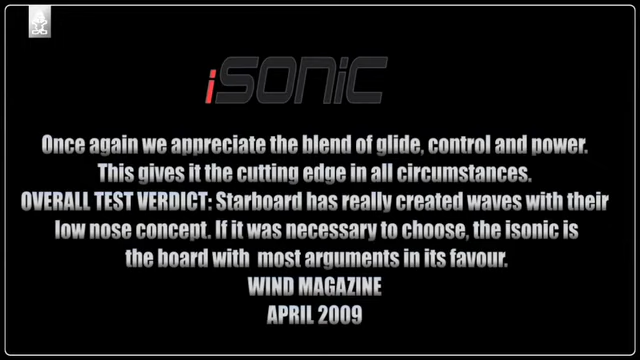 iSONIC
Once again we appreciate the blend of glide, control and power.
This gives it the cutting edge in all circumstances.
OVERALL TEST VERDICT: Starboard has really created waves with their
low nose concept. If it was necessary to choose, the isonic is
the board with most arguments in its favour.
WIND MAGAZINE
APRIL 2009